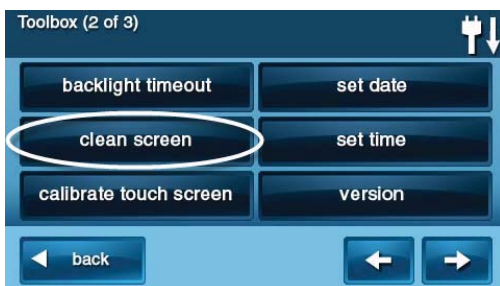 Toolbox (2 of 3)
backlight timeout
set date
clean screen
set time
calibrate touch screen
version
back